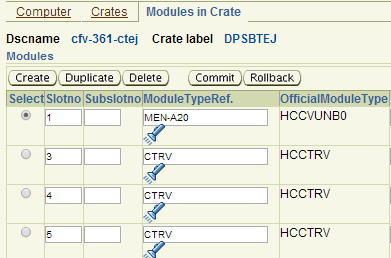 Computer Crates Modules in Crate
Dscname cfv-361-ctej Crate label DPSBTEJ
Modules
Create Duplicate Delete Commit Rollback
Select Slotno Subslotno ModuleTypeRef. OfficialModuleType
1 MEN-A20 HCCVUNB0
3 CTRV HCCTRV
4 CTRV HCCTRV
5 CTRV HCCTRV